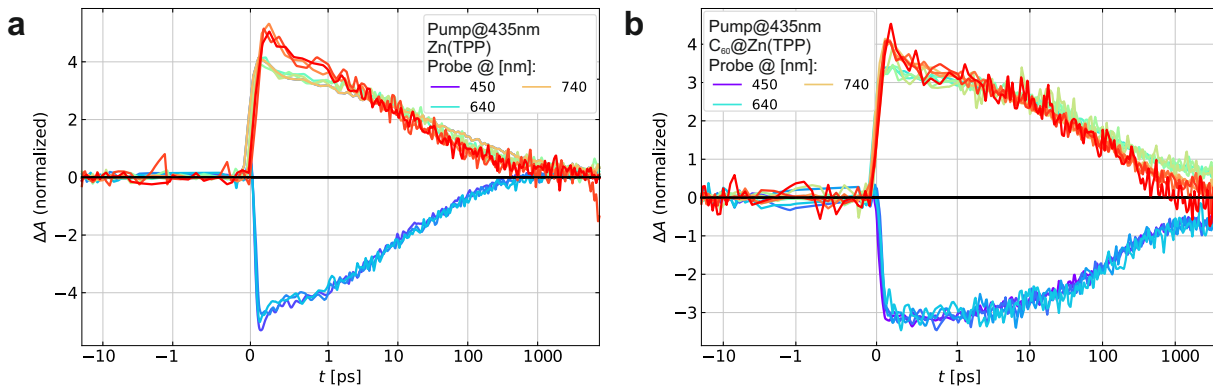 a
Pump@435nm
Zn(TPP)
Probe @ [nm]:
450
740
640
4
2
0
−2
−4
ΔA (normalized)
−10
−1
0
1
10
100
1000
t [ps]
b
Pump@435nm
C₆₀@Zn(TPP)
Probe @ [nm]:
450
740
640
4
3
2
1
0
−1
−2
−3
ΔA (normalized)
−10
−1
0
1
10
100
1000
t [ps]